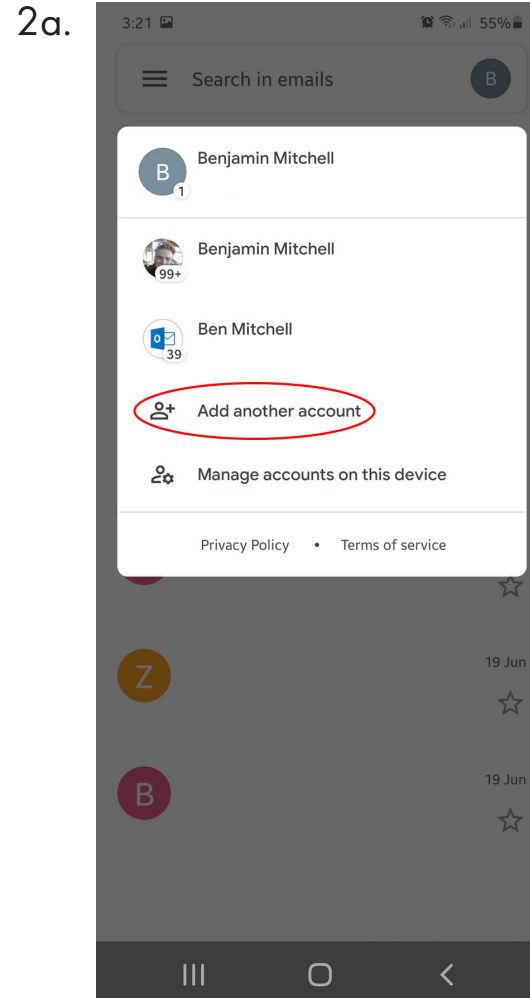 2a.
3:21 55%
Search in emails B
B Benjamin Mitchell
1
Benjamin Mitchell
99+
Ben Mitchell
39
Add another account
Manage accounts on this device
Privacy Policy • Terms of service
19 Jun
Z
19 Jun
B